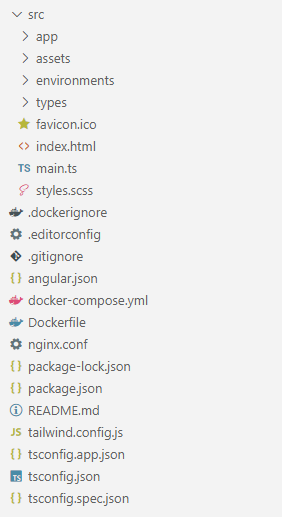 src
app
assets
environments
types
favicon.ico
<> index.html
TS main.ts
styles.scss
.dockerignore
.editorconfig
.gitignore
{} angular.json
docker-compose.yml
Dockerfile
nginx.conf
{} package-lock.json
{} package.json
README.md
JS tailwind.config.js
{} tsconfig.app.json
TS tsconfig.json
{} tsconfig.spec.json